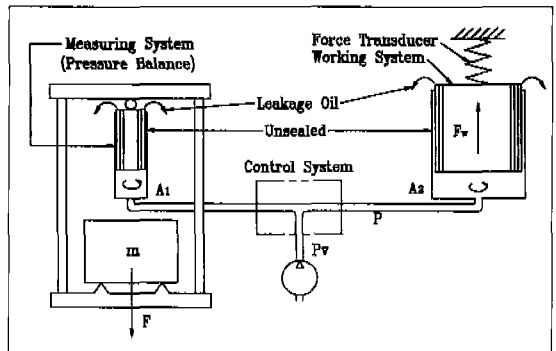 Measuring System
(Pressure Balance)
Force Transducer
Working System
Leakage Oil
Unsealed
Fw
Control System
A1
A2
P
Pv
m
F